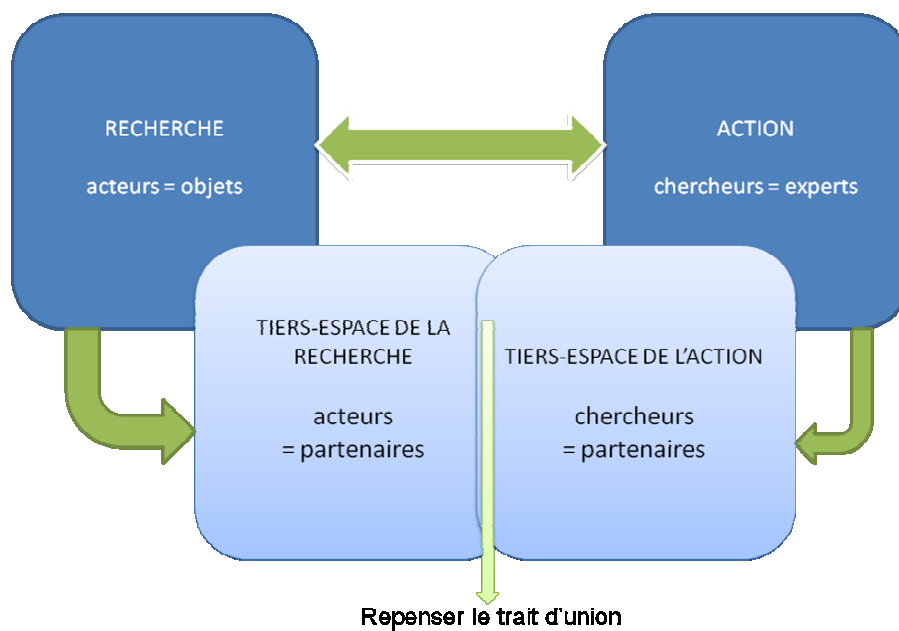 RECHERCHE
acteurs = objets
ACTION
chercheurs = experts
TIERS-ESPACE DE LA
RECHERCHE
acteurs
= partenaires
TIERS-ESPACE DE L'ACTION
chercheurs
= partenaires
Repenser le trait d'union